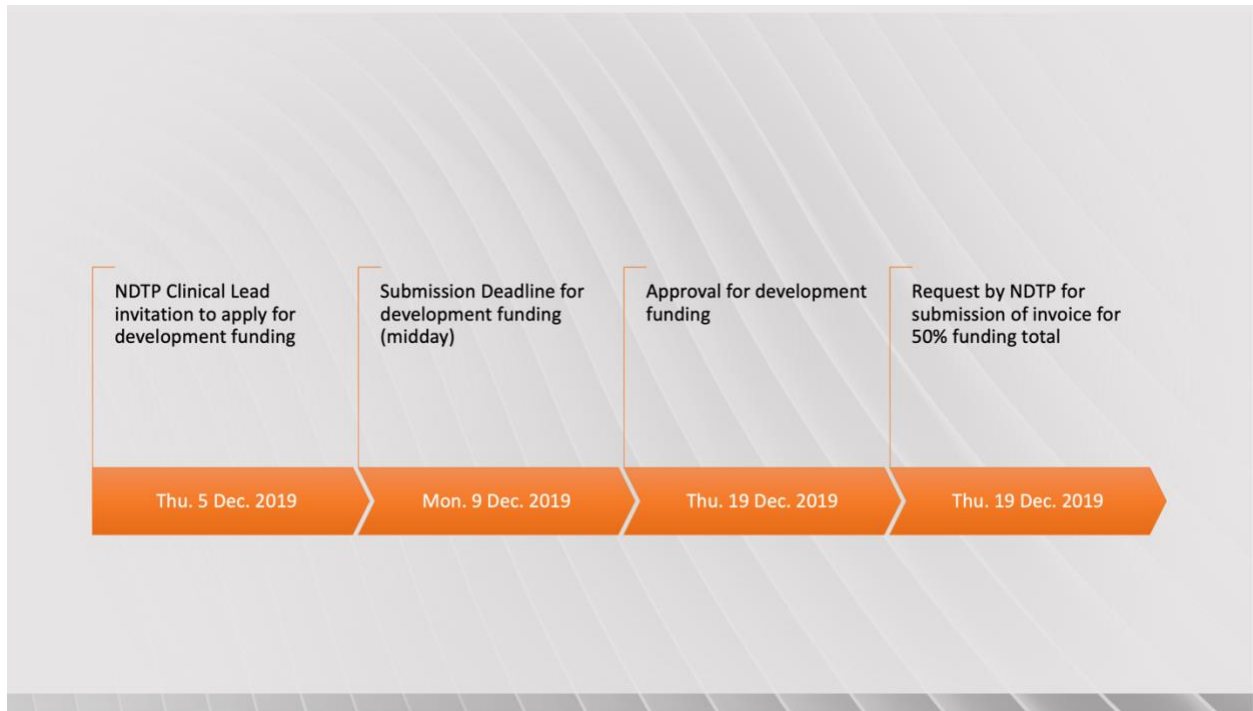 NDTP Clinical Lead
invitation to apply for
development funding
Submission Deadline for
development funding
(midday)
Approval for development
funding
Request by NDTP for
submission of invoice for
50% funding total
Thu. 5 Dec. 2019
Mon. 9 Dec. 2019
Thu. 19 Dec. 2019
Thu. 19 Dec. 2019